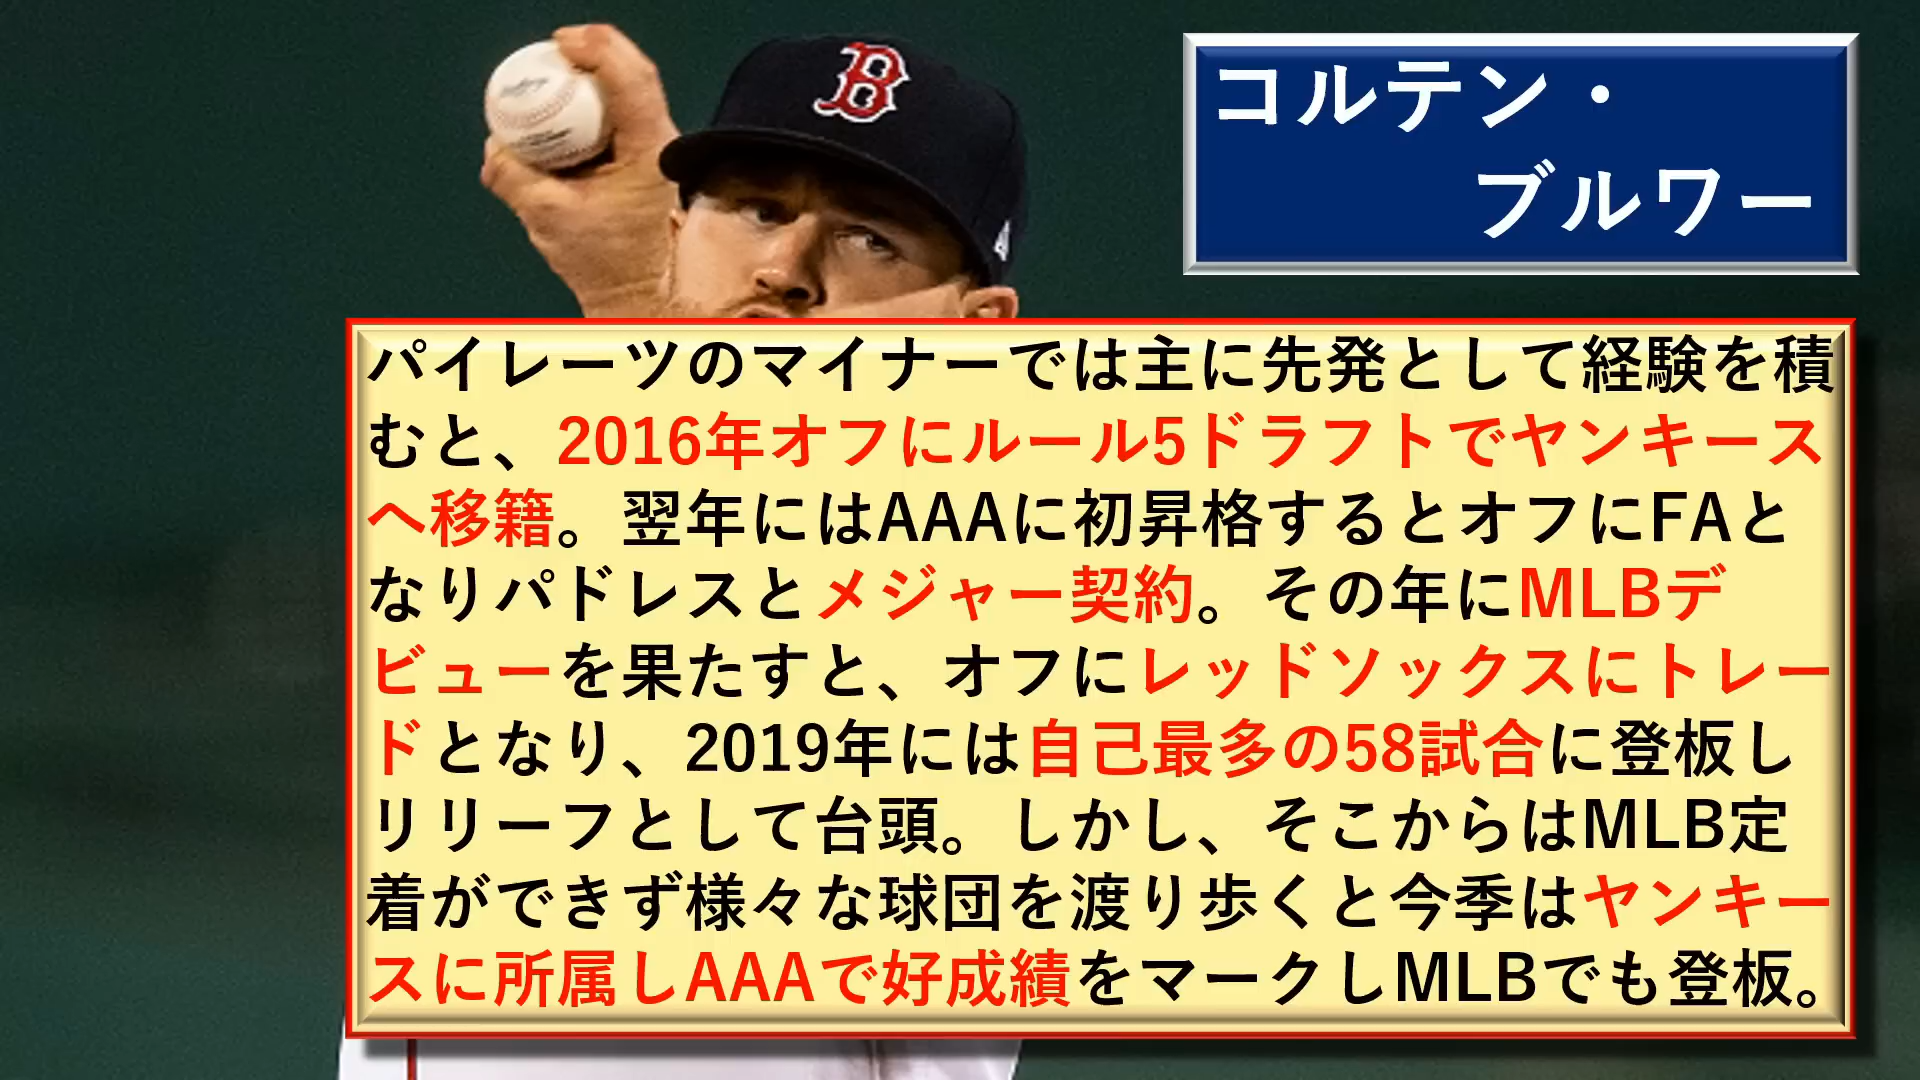 B
コルテン・
ブルワー
パイレーツのマイナーでは主に先発として経験を積
むと、2016年オフにルール5ドラフトでヤンキース
へ移籍。翌年にはAAAに初昇格するとオフにFAと
なりパドレスとメジャー契約。その年にMLBデ
ビューを果たすと、オフにレッドソックスにトレー
ドとなり、2019年には自己最多の58試合に登板し
リリーフとして台頭。しかし、そこからはMLB定
着ができず様々な球団を渡り歩くと今季はヤンキー
スに所属しAAAで好成績をマークしMLBでも登板。